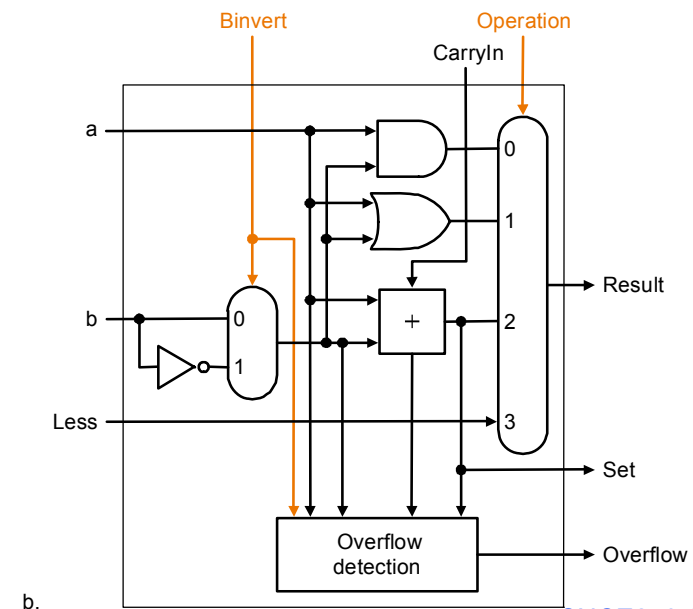 Binvert
Operation
CarryIn
a
0
1
Result
b
0
+
2
1
Less
3
Set
Overflow
detection
Overflow
b.